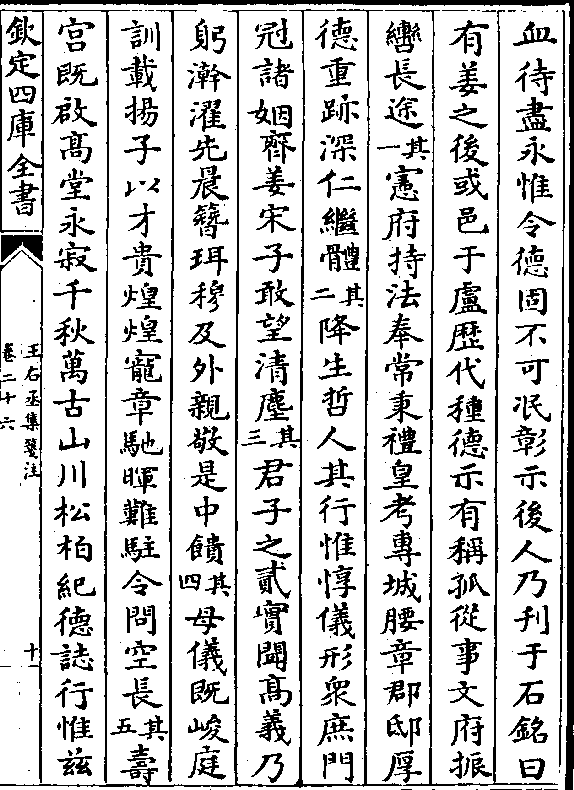 血待盡永惟令德固不可泯彰示後人乃刋于石銘曰
有姜之後或邑于盧歴代種德示有稱孤從事文府振
轡長途其一憲府持法奉常秉禮皇考專城腰章郡邸厚
德重跡深仁繼體其二降生哲人其行惟惇儀形衆庶門
冠諸姻齊姜宋子敢望清塵其三君子之貳實聞髙義乃
躬澣濯先晨簪珥穆及外親敬是中饋其四母儀既峻庭
訓載揚子以才貴煌煌寵章馳暉難駐令問空長其五壽
宫既啟髙堂永寂千秋萬古山川松柏紀德誌行惟兹
欽定四庫全書
王右丞集箋注
卷二十六
十一